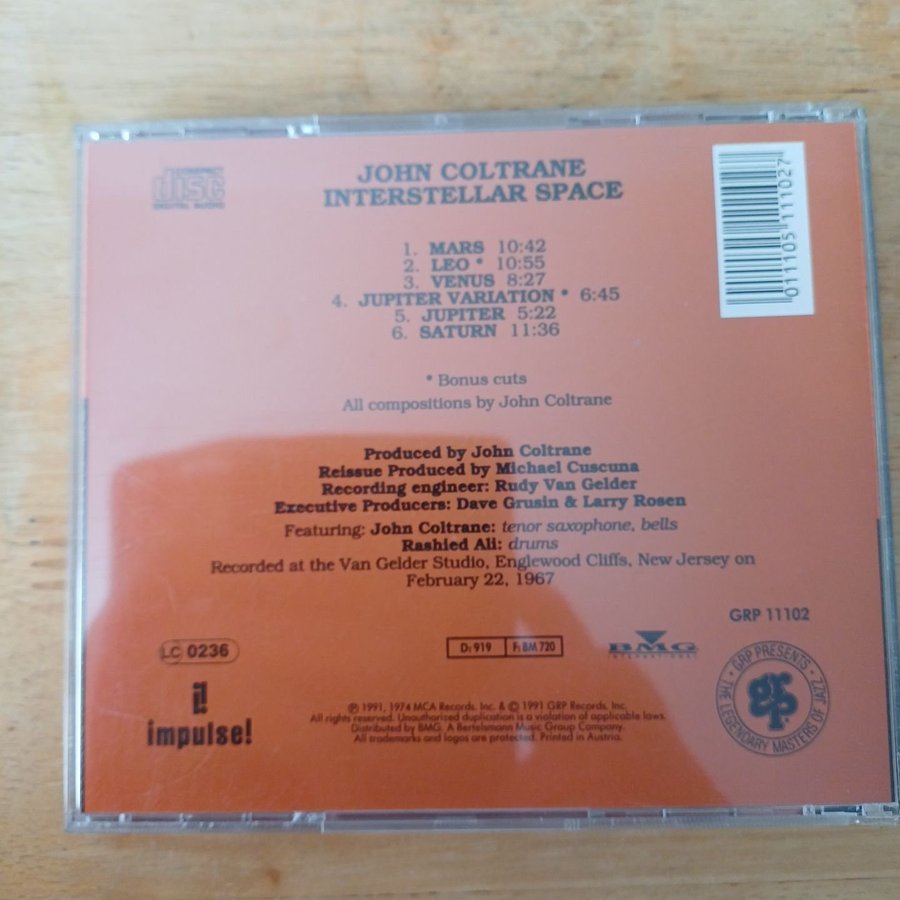 COMPACT
disc
DIGITAL AUDIO
JOHN COLTRANE
INTERSTELLAR SPACE
011105 111027
1. MARS 10:42
2. LEO * 10:55
3. VENUS 8:27
4. JUPITER VARIATION * 6:45
5. JUPITER 5:22
6. SATURN 11:36
* Bonus cuts
All compositions by John Coltrane
Produced by John Coltrane
Reissue Produced by Michael Cuscuna
Recording engineer: Rudy Van Gelder
Executive Producers: Dave Grusin & Larry Rosen
Featuring: John Coltrane: tenor saxophone, bells
Rashied Ali: drums
Recorded at the Van Gelder Studio, Englewood Cliffs, New Jersey on
February 22, 1967
GRP 11102
LC 0236
D: 919 F: BM 720
BMG
INTERNATIONAL
GRP PRESENTS
THE LEGENDARY MASTERS OF JAZZ
grp
impulse!
℗ 1991, 1974 MCA Records, Inc. & © 1991 GRP Records, Inc.
All rights reserved. Unauthorized duplication is a violation of applicable laws.
Distributed by BMG. A Bertelsmann Music Group Company.
All trademarks and logos are protected. Printed in Austria.